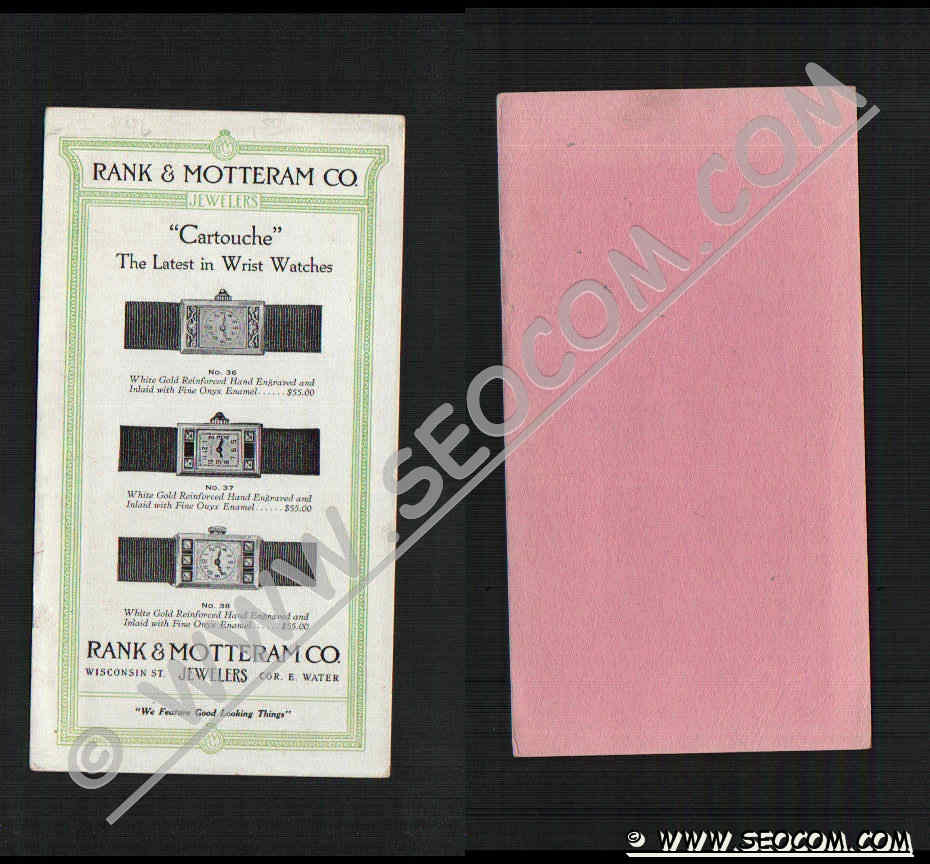 RANK & MOTTERAM CO.
JEWELERS
"Cartouche"
The Latest in Wrist Watches
No. 36
White Gold Reinforced Hand Engraved and
Inlaid with Fine Onyx Enamel......$55.00
No. 37
White Gold Reinforced Hand Engraved and
Inlaid with Fine Onyx Enamel......$55.00
No. 38
White Gold Reinforced Hand Engraved and
Inlaid with Fine Onyx Enamel......$55.00
RANK & MOTTERAM CO.
WISCONSIN ST. JEWELERS COR. E. WATER
"We Feature Good Looking Things"
© WWW.SEOCOM.COM
© WWW.SEOCOM.COM